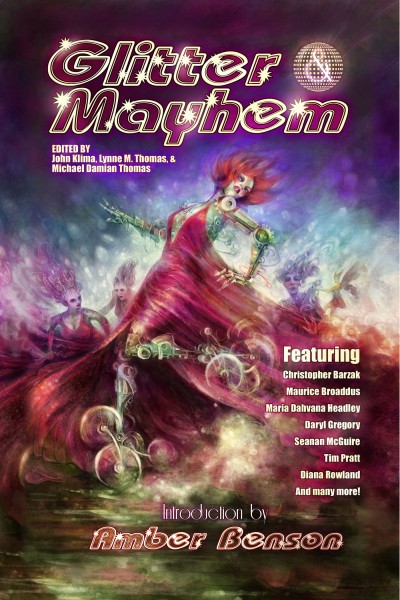 Glitter &
Mayhem
EDITED BY
John Klima, Lynne M. Thomas, &
Michael Damian Thomas
Featuring
Christopher Barzak
Maurice Broaddus
Maria Dahvana Headley
Daryl Gregory
Seanan McGuire
Tim Pratt
Diana Rowland
And many more!
Introduction by
Amber Benson